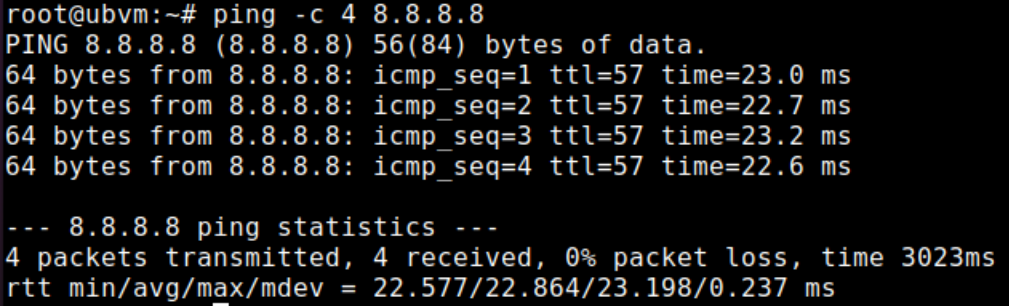 root@ubvm:~# ping -c 4 8.8.8.8
PING 8.8.8.8 (8.8.8.8) 56(84) bytes of data.
64 bytes from 8.8.8.8: icmp_seq=1 ttl=57 time=23.0 ms
64 bytes from 8.8.8.8: icmp_seq=2 ttl=57 time=22.7 ms
64 bytes from 8.8.8.8: icmp_seq=3 ttl=57 time=23.2 ms
64 bytes from 8.8.8.8: icmp_seq=4 ttl=57 time=22.6 ms

--- 8.8.8.8 ping statistics ---
4 packets transmitted, 4 received, 0% packet loss, time 3023ms
rtt min/avg/max/mdev = 22.577/22.864/23.198/0.237 ms